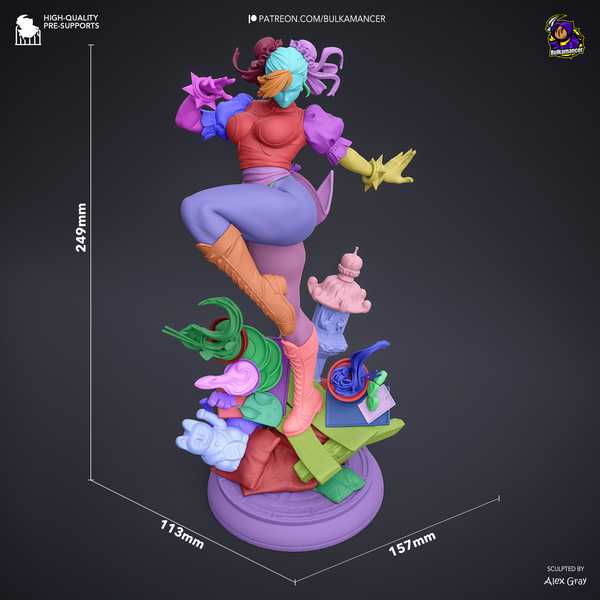 HIGH-QUALITY
PRE-SUPPORTS
PATREON.COM/BULKAMANCER
Bulkamancer
249mm
113mm
157mm
SCULPTED BY
Alex Gray